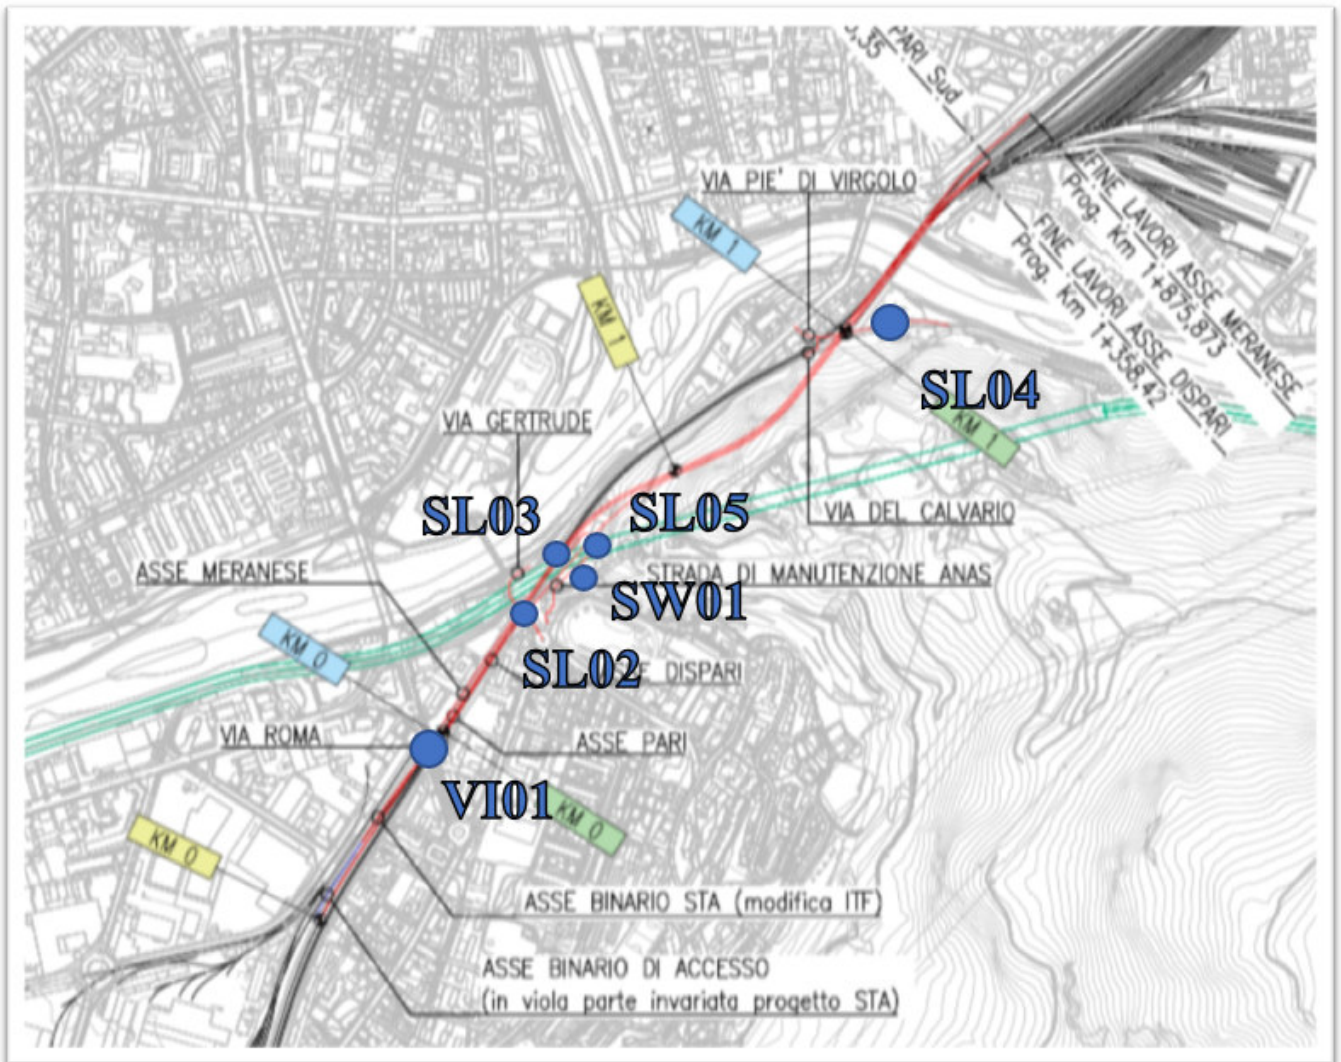 PARI Sud
VIA PIE' DI VIRGOLO
KM 1
KM 1
FINE LAVORI ASSE MERANESE
Prog. Km 1+875,873
FINE LAVORI ASSE DISPARI
Prog. Km 1+368,42
SL04
KM 1
VIA GERTRUDE
SL03
SL05
VIA DEL CALVARIO
ASSE MERANESE
STRADA DI MANUTENZIONE ANAS
SW01
KM 0
SL02
DISPARI
VIA ROMA
ASSE PARI
VI01
KM 0
KM 0
ASSE BINARIO STA (modifica ITF)
ASSE BINARIO DI ACCESSO
(in viola parte invariata progetto STA)